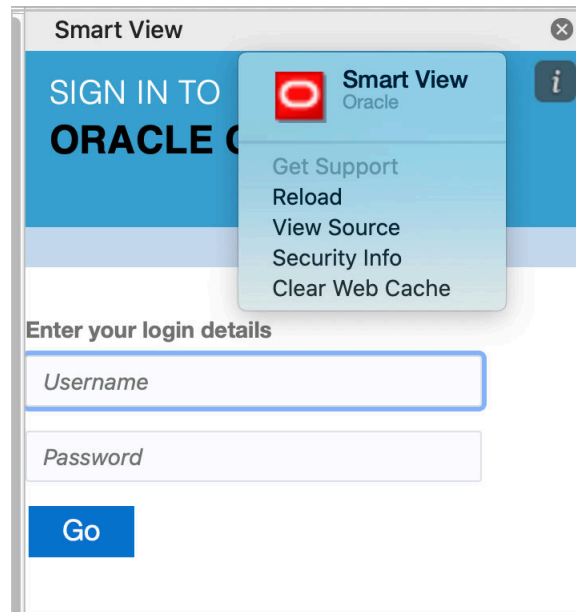 Smart View
SIGN IN TO
ORACLE
Smart View
Oracle
Get Support
Reload
View Source
Security Info
Clear Web Cache
i
Enter your login details
Username
Password
Go